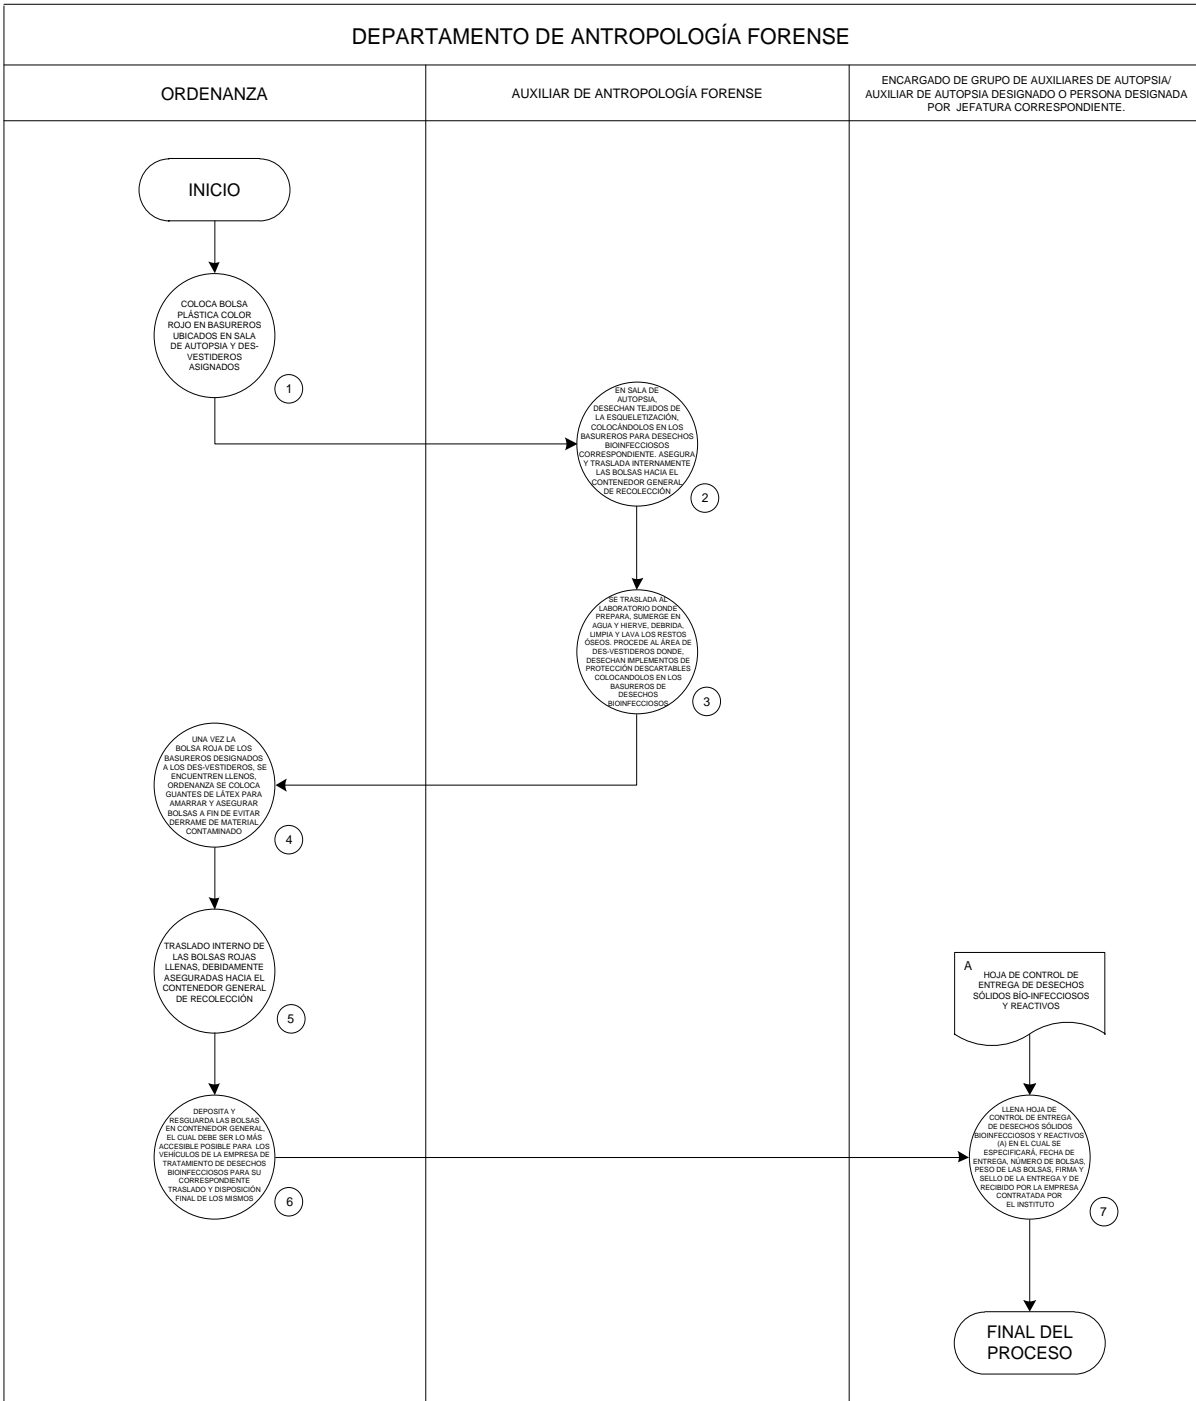 DEPARTAMENTO DE ANTROPOLOGÍA FORENSE
ORDENANZA
AUXILIAR DE ANTROPOLOGÍA FORENSE
ENCARGADO DE GRUPO DE AUXILIARES DE AUTOPSIA/
AUXILIAR DE AUTOPSIA DESIGNADO O PERSONA DESIGNADA
POR JEFATURA CORRESPONDIENTE.
INICIO
COLOCA BOLSA
PLÁSTICA COLOR
ROJO EN BASUREROS
UBICADOS EN SALA
DE AUTOPSIA Y DES-
VESTIDEROS
ASIGNADOS
1
EN SALA DE
AUTOPSIA,
DESECHAN TEJIDOS DE
LA ESQUELETIZACIÓN,
COLOCÁNDOLOS EN LOS
BASUREROS PARA DESECHOS
BIOINFECCIOSOS
CORRESPONDIENTE. ASEGURA
Y TRASLADA INTERNAMENTE
LAS BOLSAS HACIA EL
CONTENEDOR GENERAL
DE RECOLECCIÓN
2
SE TRASLADA AL
LABORATORIO DONDE
PREPARA, SUMERGE EN
AGUA Y HIERVE, DEBRIDA,
LIMPIA Y LAVA LOS RESTOS
ÓSEOS. PROCEDE AL ÁREA DE
DES-VESTIDEROS DONDE,
DESECHAN IMPLEMENTOS DE
PROTECCIÓN DESCARTABLES
COLOCANDOLOS EN LOS
BASUREROS DE
DESECHOS
BIOINFECCIOSOS
3
UNA VEZ LA
BOLSA ROJA DE LOS
BASUREROS DESIGNADOS
A LOS DES-VESTIDEROS, SE
ENCUENTREN LLENOS,
ORDENANZA SE COLOCA
GUANTES DE LÁTEX PARA
AMARRAR Y ASEGURAR
BOLSAS A FIN DE EVITAR
DERRAME DE MATERIAL
CONTAMINADO
4
TRASLADO INTERNO DE
LAS BOLSAS ROJAS
LLENAS, DEBIDAMENTE
ASEGURADAS HACIA EL
CONTENEDOR GENERAL
DE RECOLECCIÓN
5
A
HOJA DE CONTROL DE
ENTREGA DE DESECHOS
SÓLIDOS BÍO-INFECCIOSOS
Y REACTIVOS
DEPOSITA Y
RESGUARDA LAS BOLSAS
EN CONTENEDOR GENERAL,
EL CUAL DEBE SER LO MÁS
ACCESIBLE POSIBLE PARA LOS
VEHÍCULOS DE LA EMPRESA DE
TRATAMIENTO DE DESECHOS
BIOINFECCIOSOS PARA SU
CORRESPONDIENTE
TRASLADO Y DISPOSICIÓN
FINAL DE LOS MISMOS
6
LLENA HOJA DE
CONTROL DE ENTREGA
DE DESECHOS SÓLIDOS
BIOINFECCIOSOS Y REACTIVOS
(A) EN EL CUAL SE
ESPECIFICARÁ, FECHA DE
ENTREGA, NÚMERO DE BOLSAS,
PESO DE LAS BOLSAS, FIRMA Y
SELLO DE LA ENTREGA Y DE
RECIBIDO POR LA EMPRESA
CONTRATADA POR
EL INSTITUTO
7
FINAL DEL
PROCESO